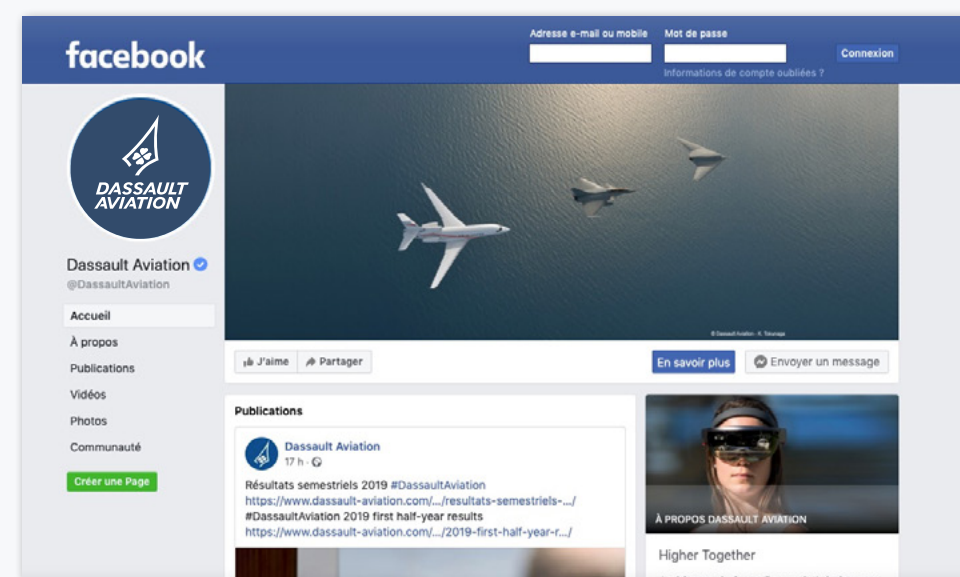 facebook
Adresse e-mail ou mobile
Mot de passe
Connexion
Informations de compte oubliées ?
DASSAULT
AVIATION
Dassault Aviation
@DassaultAviation
Accueil
À propos
Publications
Vidéos
Photos
Communauté
Créer une Page
© Dassault Aviation - K. Tokunaga
J'aime
Partager
En savoir plus
Envoyer un message
Publications
Dassault Aviation
17 h ·
Résultats semestriels 2019 #DassaultAviation
https://www.dassault-aviation.com/.../resultats-semestriels-.../
#DassaultAviation 2019 first half-year results
https://www.dassault-aviation.com/.../2019-first-half-year-r.../
À PROPOS DASSAULT AVIATION
Higher Together